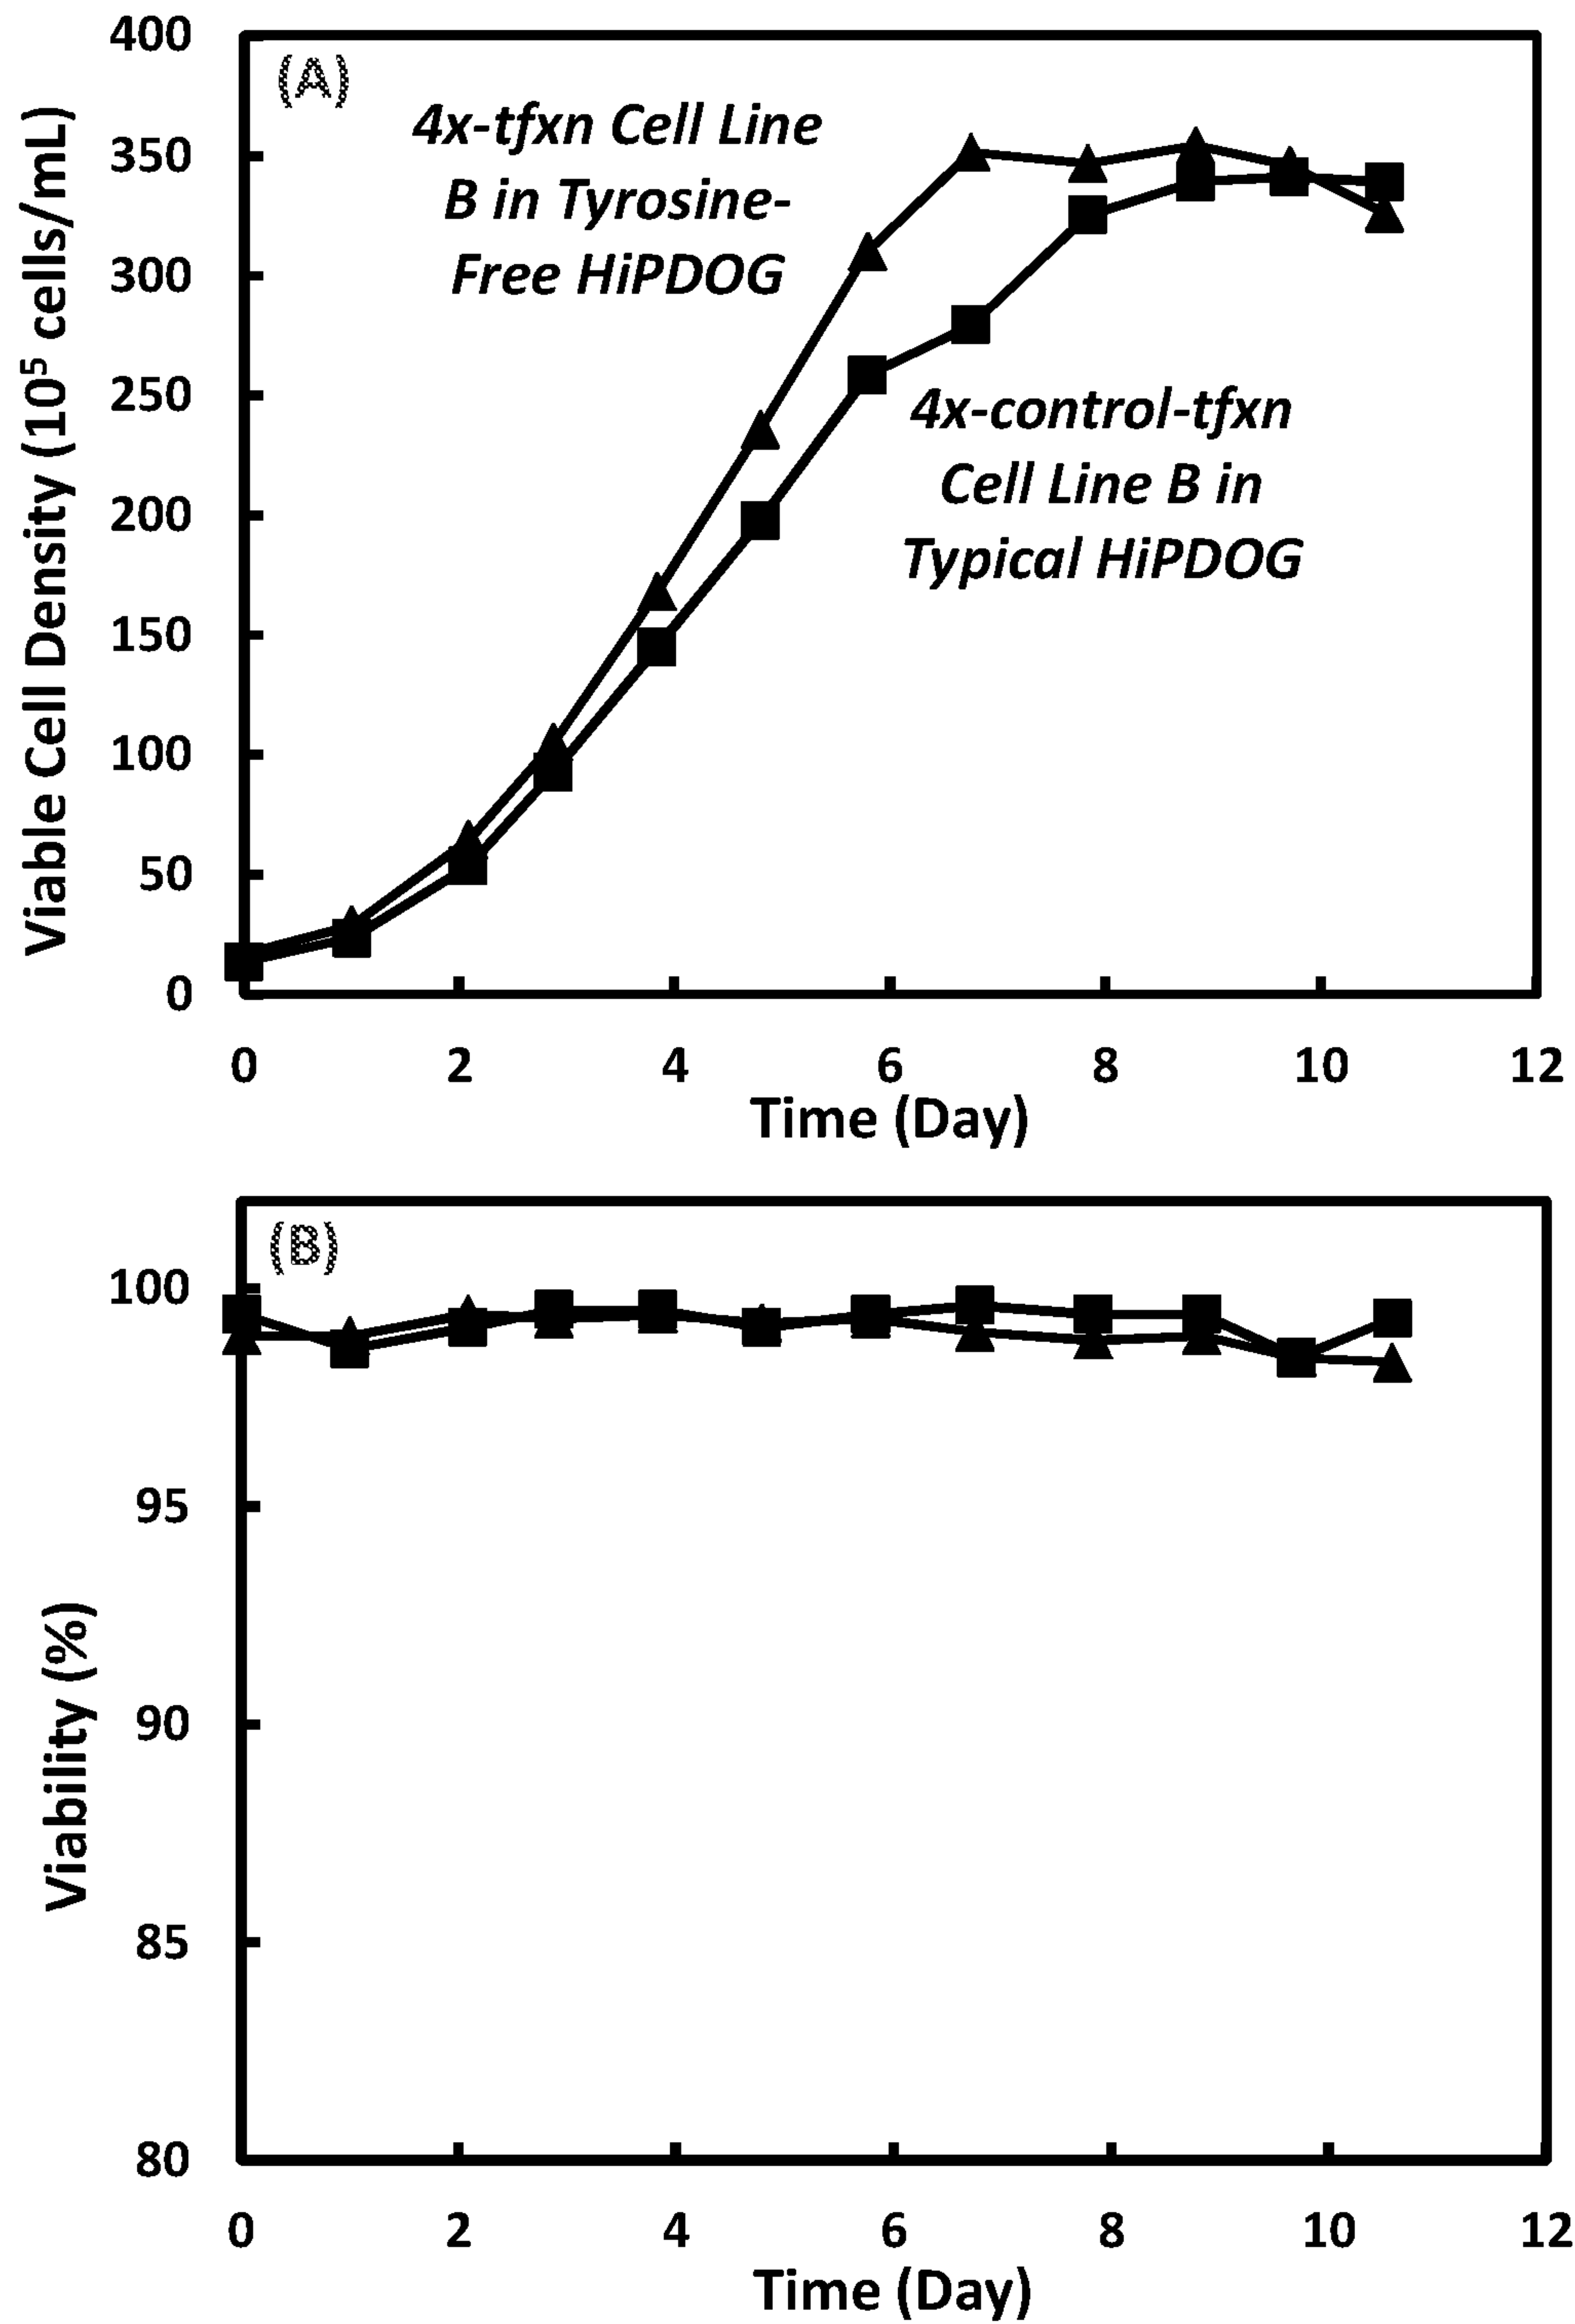 400
(A)
4x-tfxn Cell Line
B in Tyrosine-
Free HiPDOG
350
300
250
4x-control-tfxn
Cell Line B in
Typical HiPDOG
200
150
100
50
0
Viable Cell Density (10⁵ cells/mL)
0 2 4 6 8 10 12
Time (Day)
(B)
100
95
90
85
80
Viability (%)
0 2 4 6 8 10 12
Time (Day)